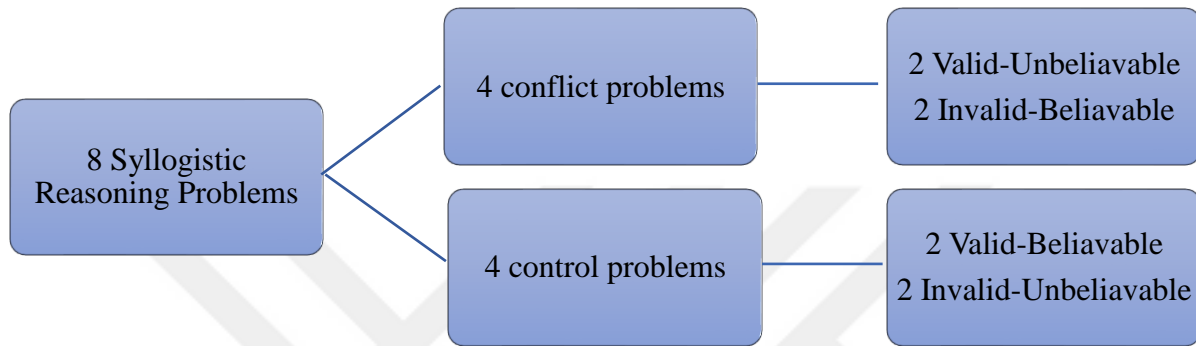 8 Syllogistic
Reasoning Problems
4 conflict problems
2 Valid-Unbeliavable
2 Invalid-Beliavable
4 control problems
2 Valid-Beliavable
2 Invalid-Unbeliavable